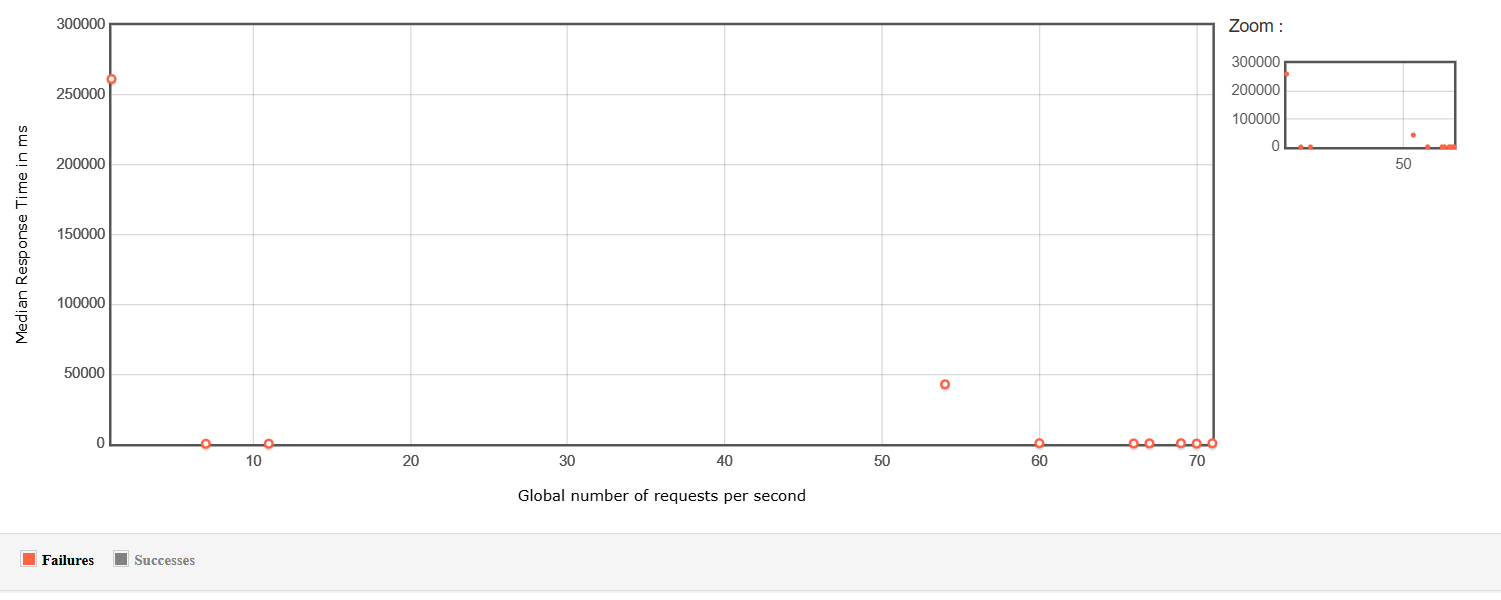 300000
250000
200000
150000
100000
50000
0
Median Response Time in ms
10 20 30 40 50 60 70
Global number of requests per second
Zoom :
300000
200000
100000
0
50
Failures Successes